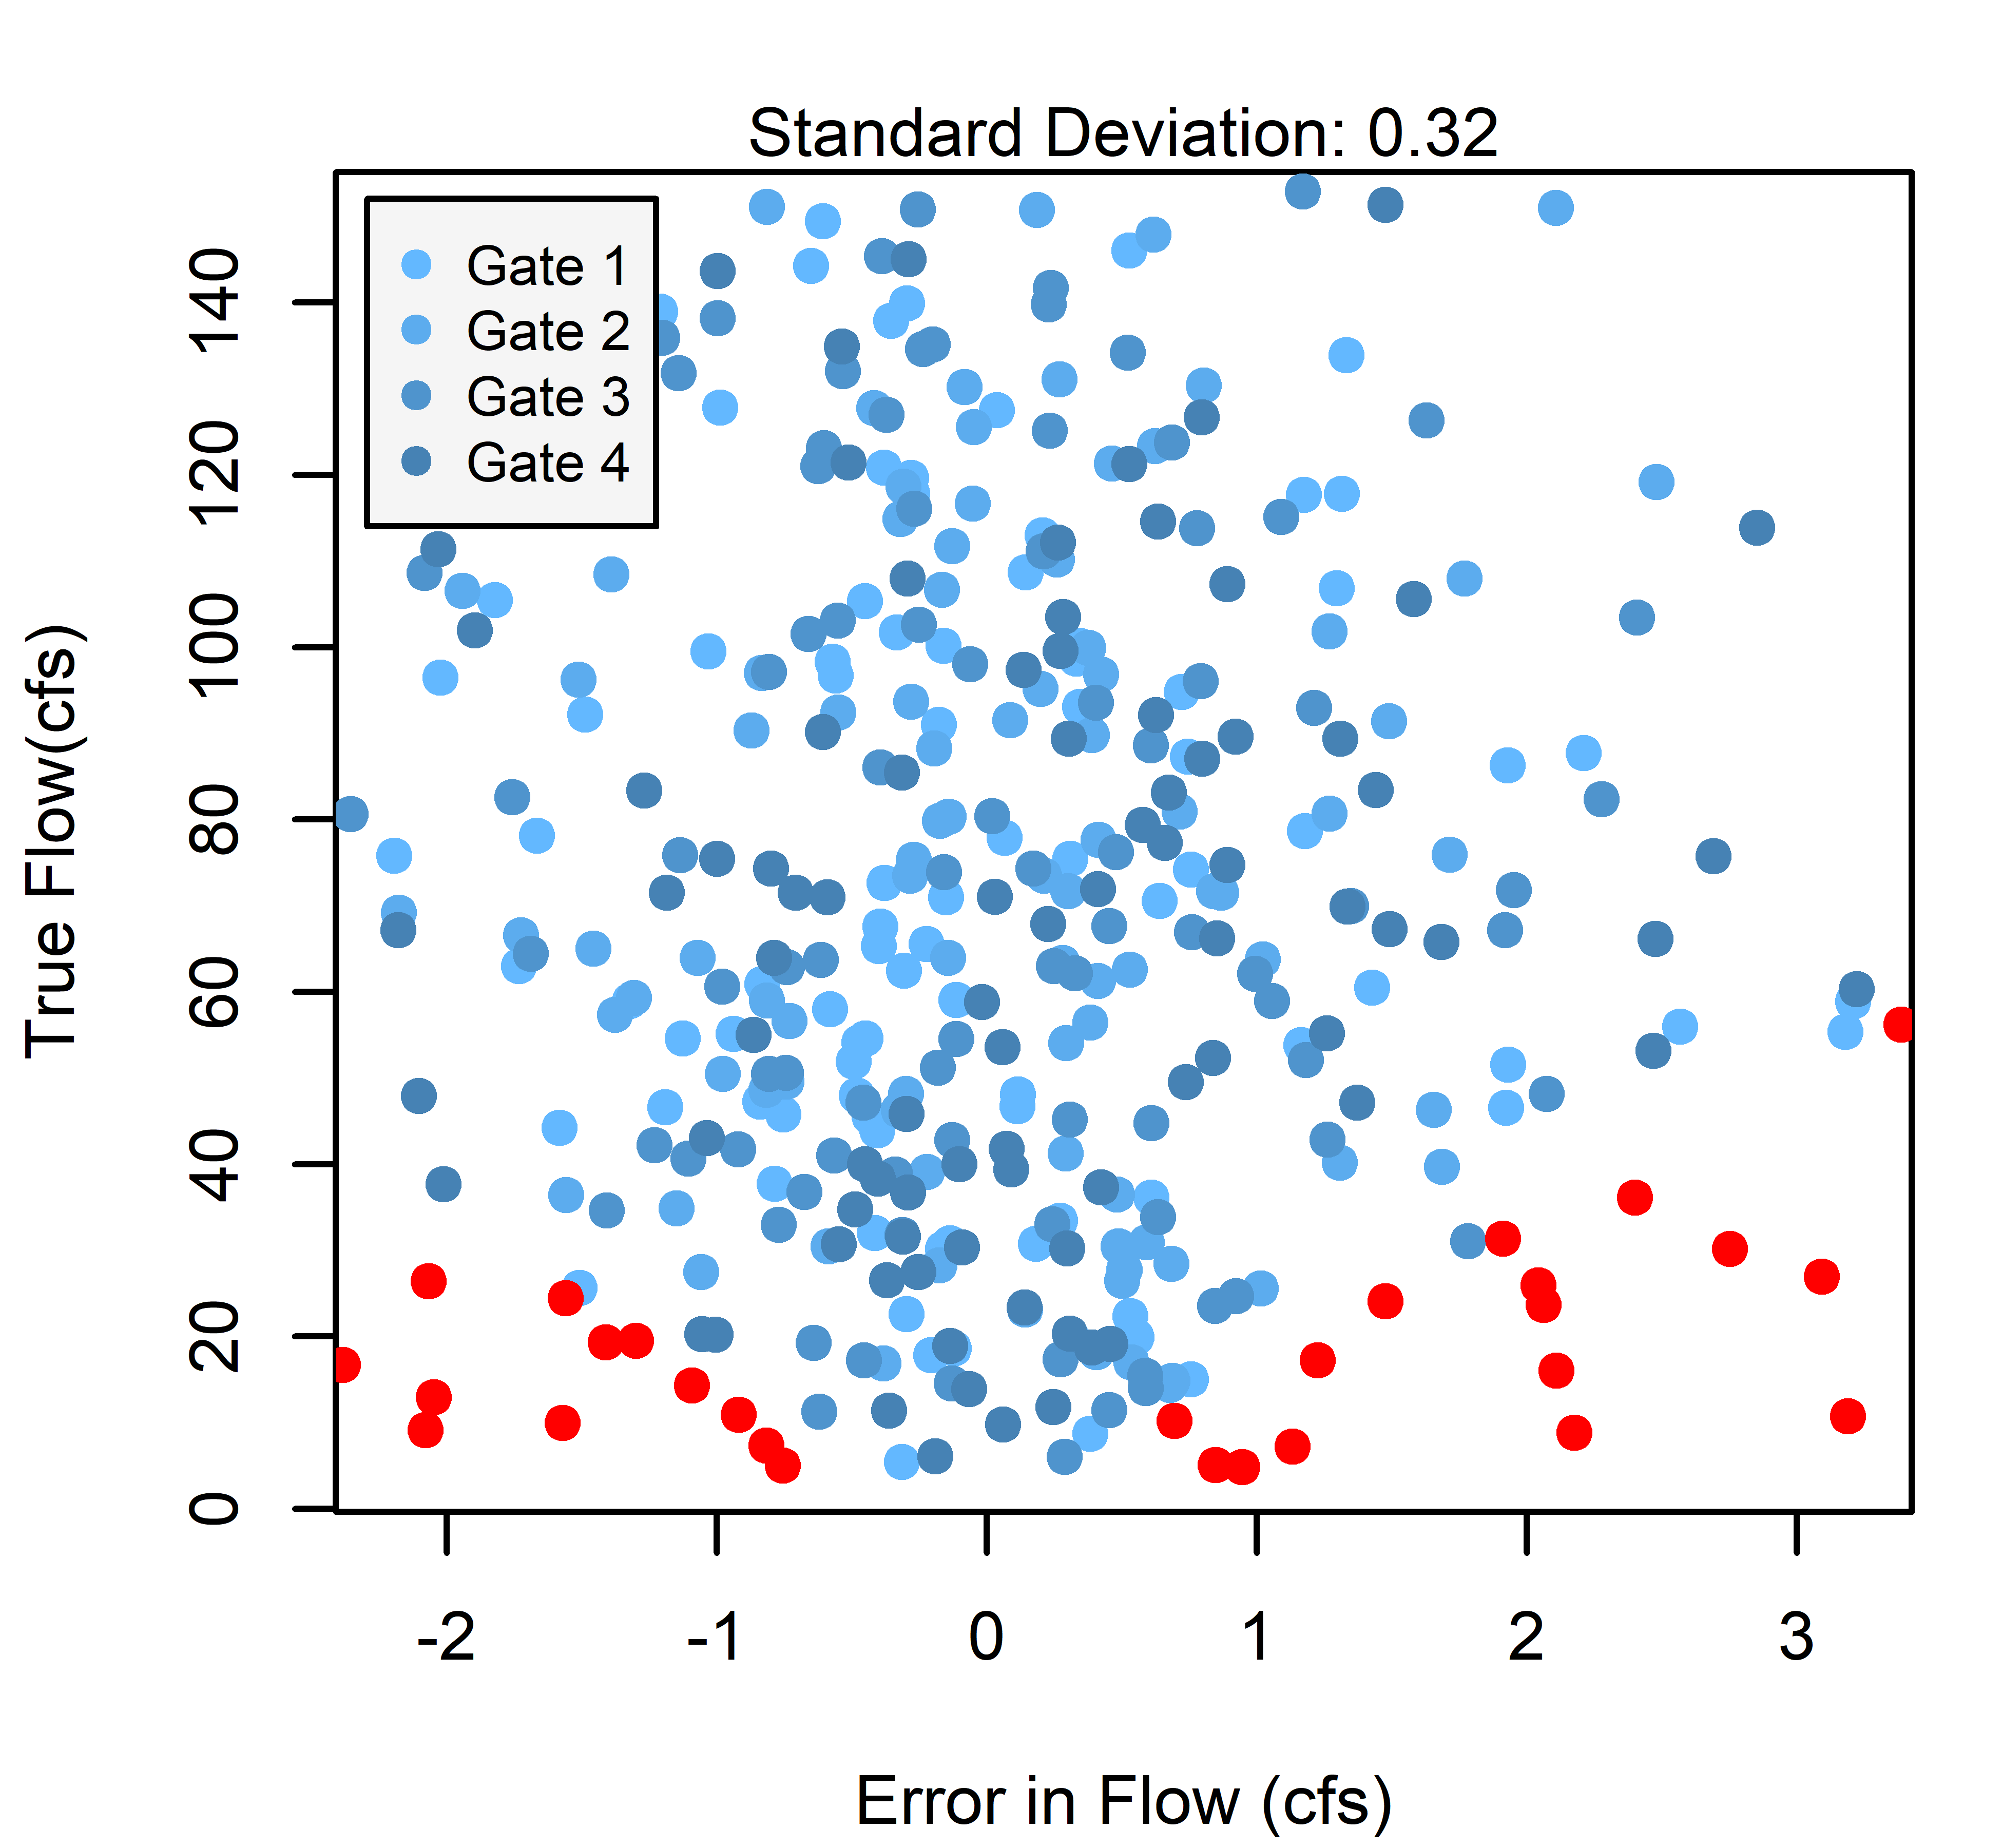 Standard Deviation: 0.32
Gate 1
Gate 2
Gate 3
Gate 4
True Flow(cfs)
140
120
100
80
60
40
20
0
-2 -1 0 1 2 3
Error in Flow (cfs)